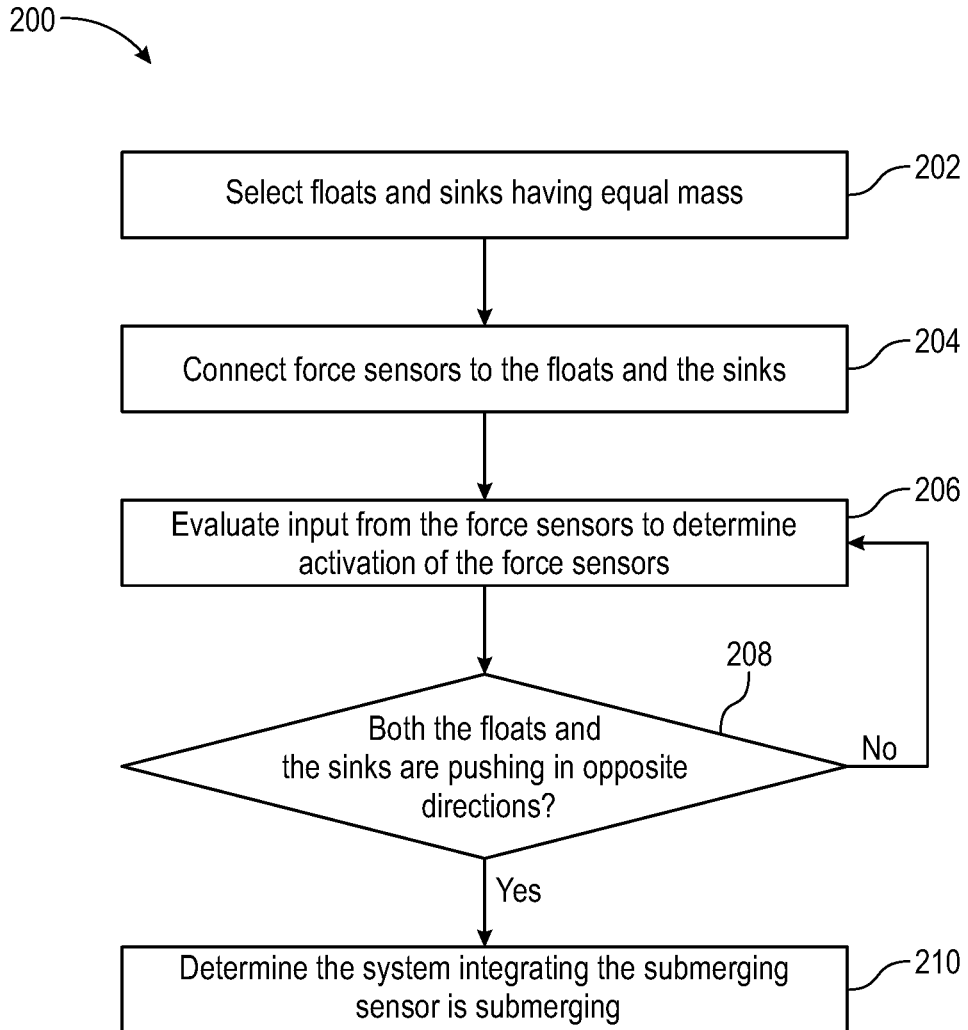 200
Select floats and sinks having equal mass
202
Connect force sensors to the floats and the sinks
204
Evaluate input from the force sensors to determine
activation of the force sensors
206
Both the floats and
the sinks are pushing in opposite
directions?
208
No
Yes
Determine the system integrating the submerging
sensor is submerging
210